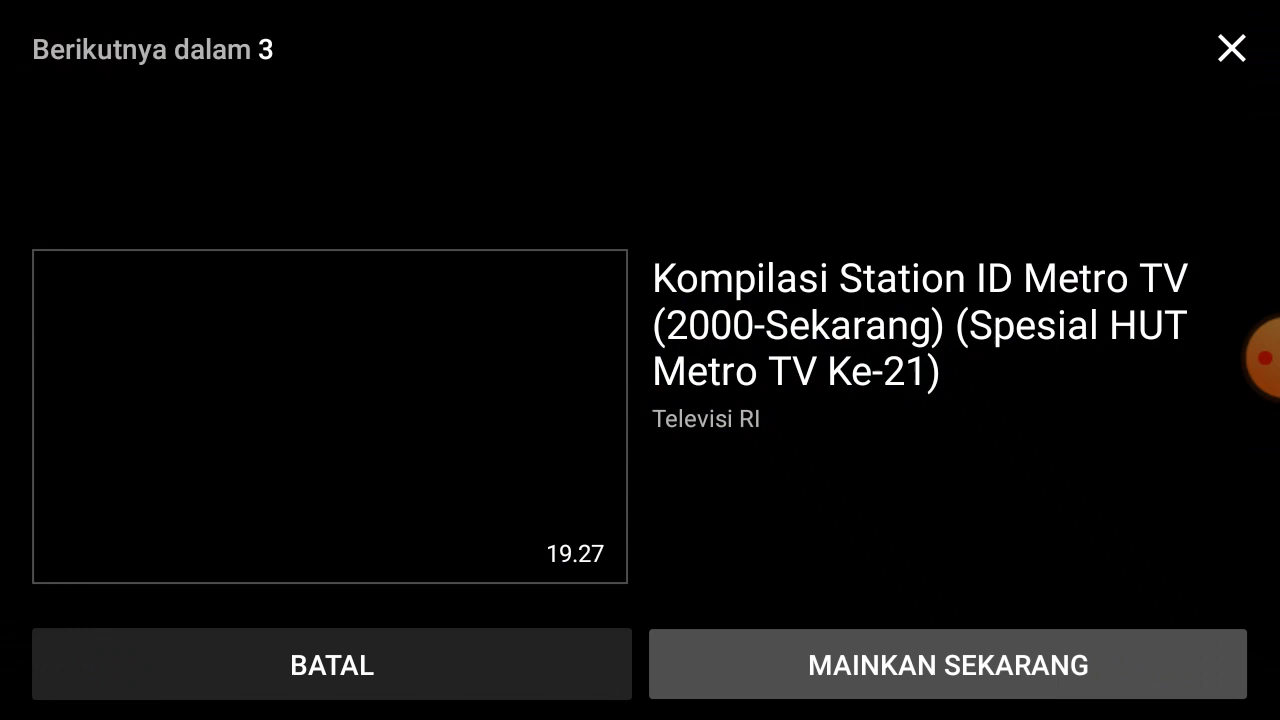 Berikutnya dalam 3
Kompilasi Station ID Metro TV
(2000-Sekarang) (Spesial HUT
Metro TV Ke-21)
Televisi RI
19.27
BATAL
MAINKAN SEKARANG